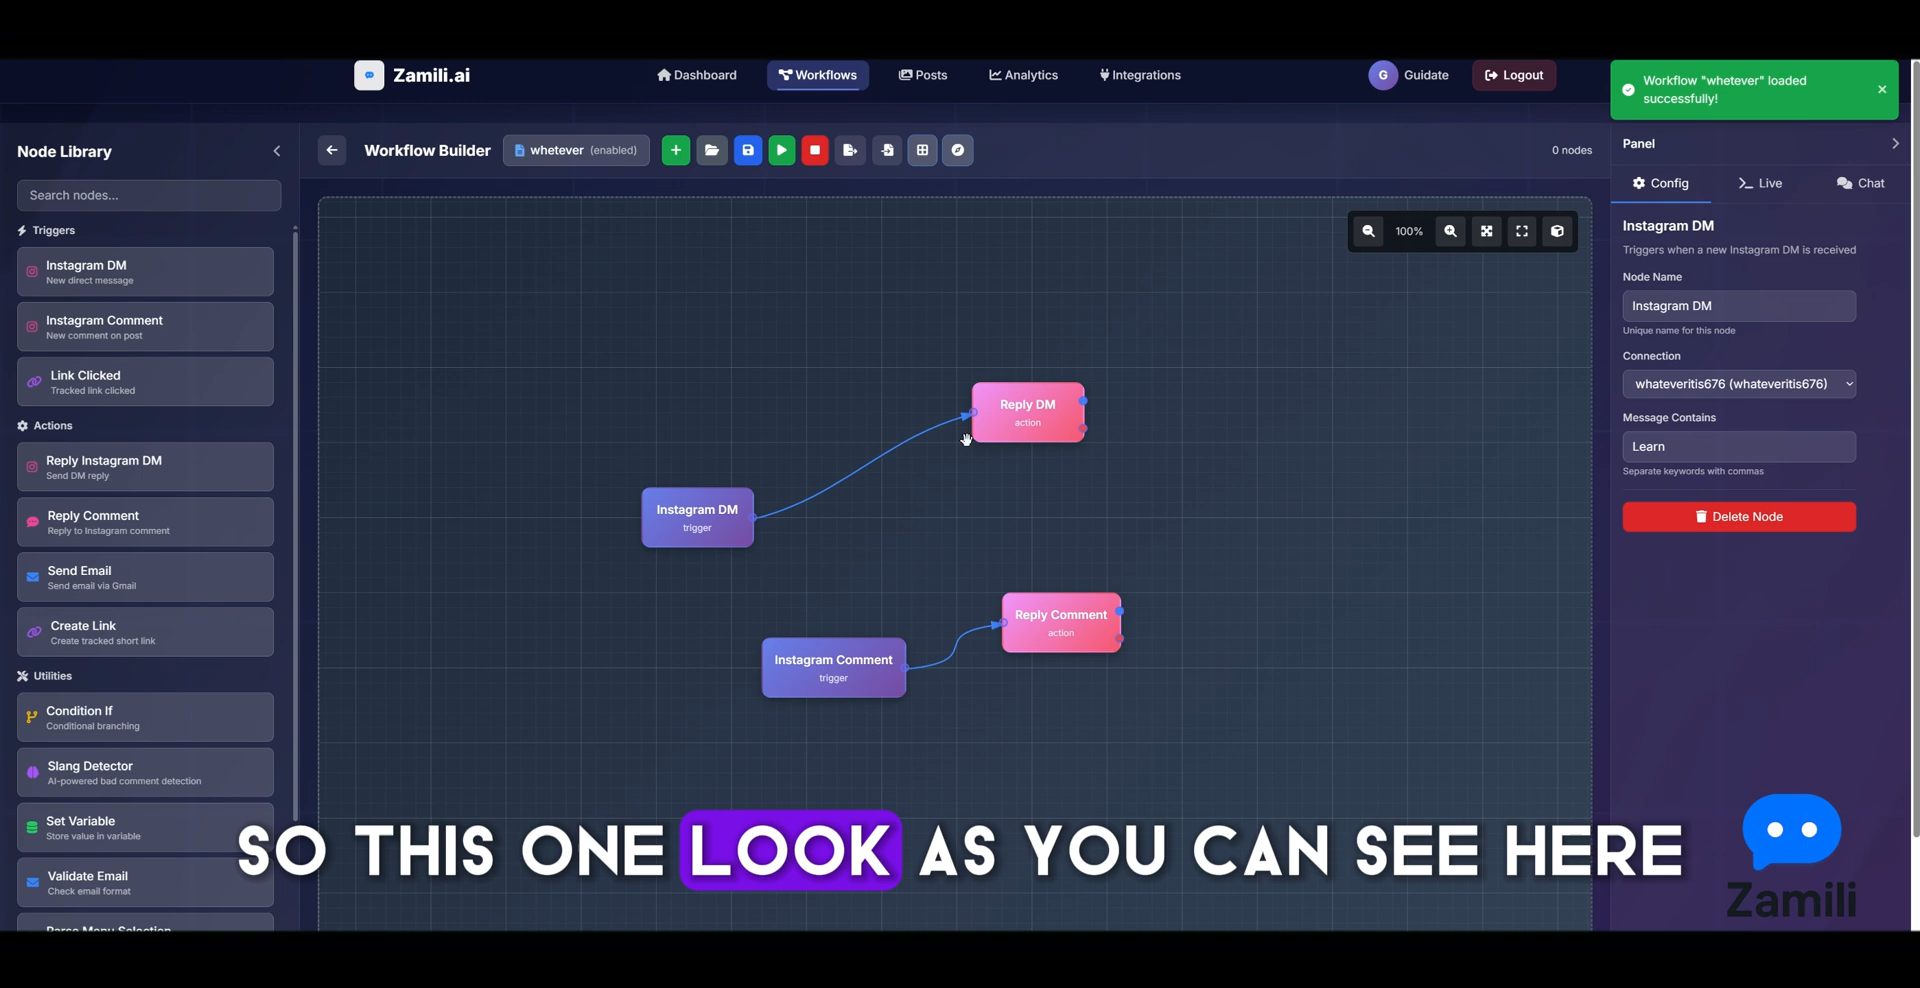 Zamili.ai
Dashboard
Workflows
Posts
Analytics
Integrations
G
Guidate
Logout
Workflow "whetever" loaded
successfully!
Node Library
Search nodes...
Triggers
Instagram DM
New direct message
Instagram Comment
New comment on post
Link Clicked
Tracked link clicked
Actions
Reply Instagram DM
Send DM reply
Reply Comment
Reply to Instagram comment
Send Email
Send email via Gmail
Create Link
Create tracked short link
Utilities
Condition If
Conditional branching
Slang Detector
AI-powered bad comment detection
Set Variable
Store value in variable
Validate Email
Check email format
Parse Menu Selection
Workflow Builder
whetever (enabled)
0 nodes
100%
Reply DM
action
Instagram DM
trigger
Reply Comment
action
Instagram Comment
trigger
Panel
Config
Live
Chat
Instagram DM
Triggers when a new Instagram DM is received
Node Name
Instagram DM
Unique name for this node
Connection
whateveritis676 (whateveritis676)
Message Contains
Learn
Separate keywords with commas
Delete Node
SO THIS ONE LOOK AS YOU CAN SEE HERE
Zamili